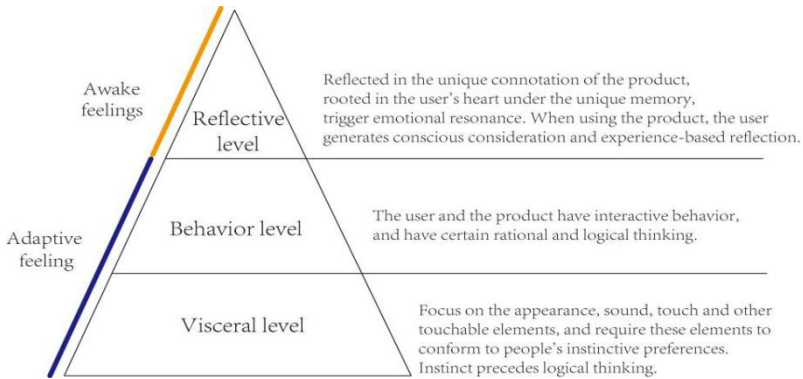 Awake
feelings
Reflective
level
Reflected in the unique connotation of the product,
rooted in the user's heart under the unique memory,
trigger emotional resonance. When using the product, the user
generates conscious consideration and experience-based reflection.
Adaptive
feeling
Behavior level
The user and the product have interactive behavior,
and have certain rational and logical thinking.
Visceral level
Focus on the appearance, sound, touch and other
touchable elements, and require these elements to
conform to people's instinctive preferences.
Instinct precedes logical thinking.